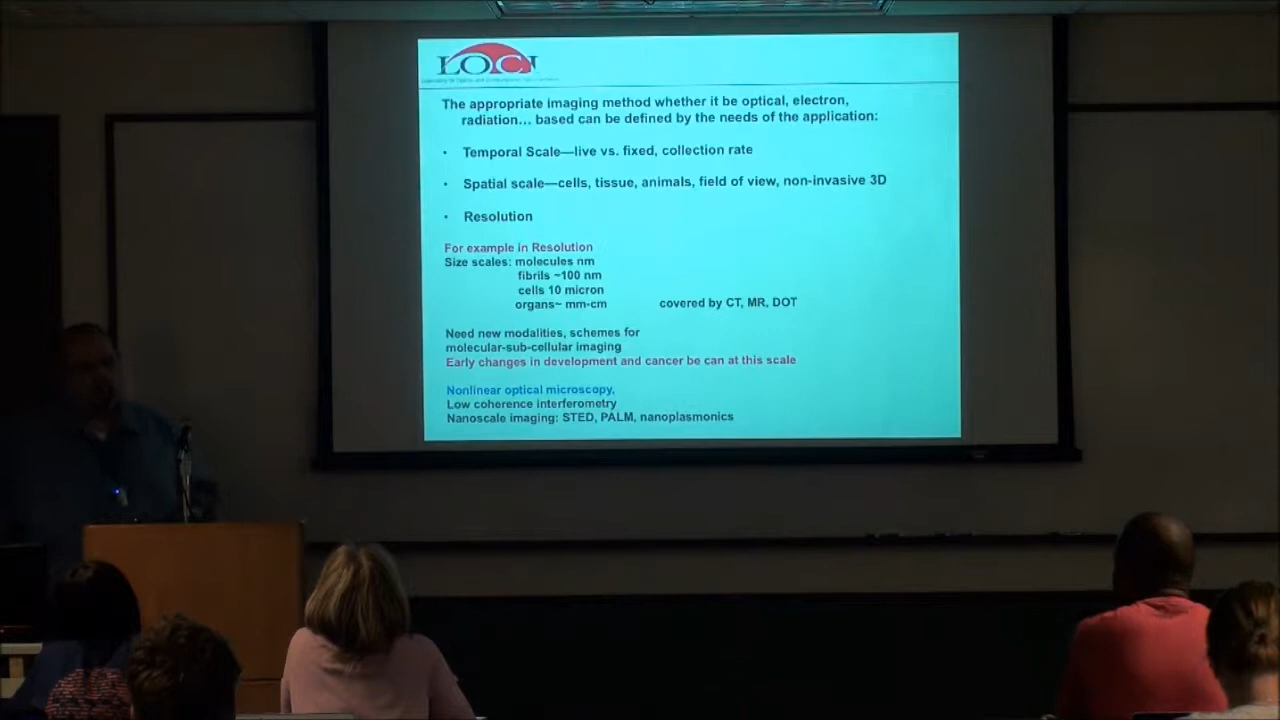 LOCI
The appropriate imaging method whether it be optical, electron,
radiation... based can be defined by the needs of the application:
• Temporal Scale—live vs. fixed, collection rate
• Spatial scale—cells, tissue, animals, field of view, non-invasive 3D
• Resolution
For example in Resolution
Size scales: molecules nm
fibrils ~100 nm
cells 10 micron
organs~ mm-cm covered by CT, MR, DOT
Need new modalities, schemes for
molecular-sub-cellular imaging
Early changes in development and cancer be can at this scale
Nonlinear optical microscopy,
Low coherence interferometry
Nanoscale imaging: STED, PALM, nanoplasmonics